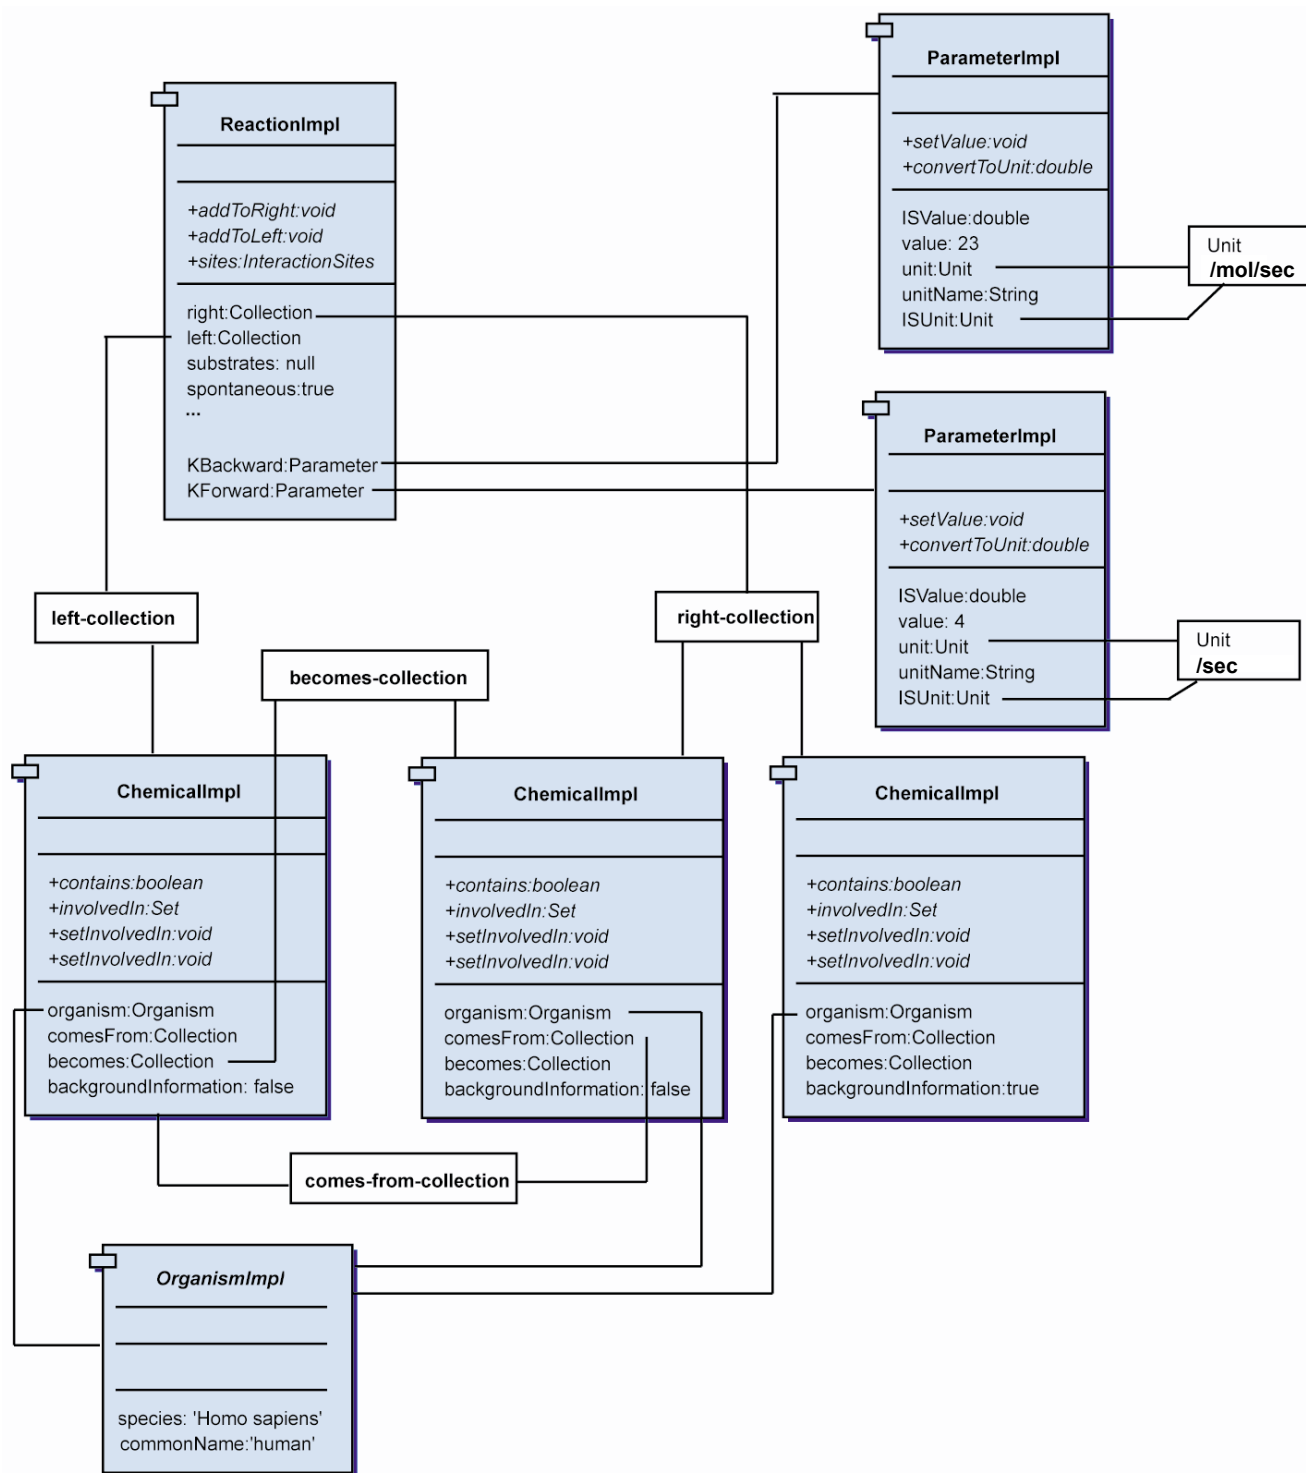 ParameterImpl
+setValue:void
+convertToUnit:double
ISValue:double
value: 23
unit:Unit
unitName:String
ISUnit:Unit
Unit
/mol/sec
ReactionImpl
+addToRight:void
+addToLeft:void
+sites:InteractionSites
right:Collection
left:Collection
substrates: null
spontaneous:true
...
KBackward:Parameter
KForward:Parameter
ParameterImpl
+setValue:void
+convertToUnit:double
ISValue:double
value: 4
unit:Unit
unitName:String
ISUnit:Unit
Unit
/sec
left-collection
right-collection
becomes-collection
ChemicalImpl
+contains:boolean
+involvedIn:Set
+setInvolvedIn:void
+setInvolvedIn:void
organism:Organism
comesFrom:Collection
becomes:Collection
backgroundInformation: false
ChemicalImpl
+contains:boolean
+involvedIn:Set
+setInvolvedIn:void
+setInvolvedIn:void
organism:Organism
comesFrom:Collection
becomes:Collection
backgroundInformation: false
ChemicalImpl
+contains:boolean
+involvedIn:Set
+setInvolvedIn:void
+setInvolvedIn:void
organism:Organism
comesFrom:Collection
becomes:Collection
backgroundInformation:true
comes-from-collection
OrganismImpl
species: 'Homo sapiens'
commonName:'human'